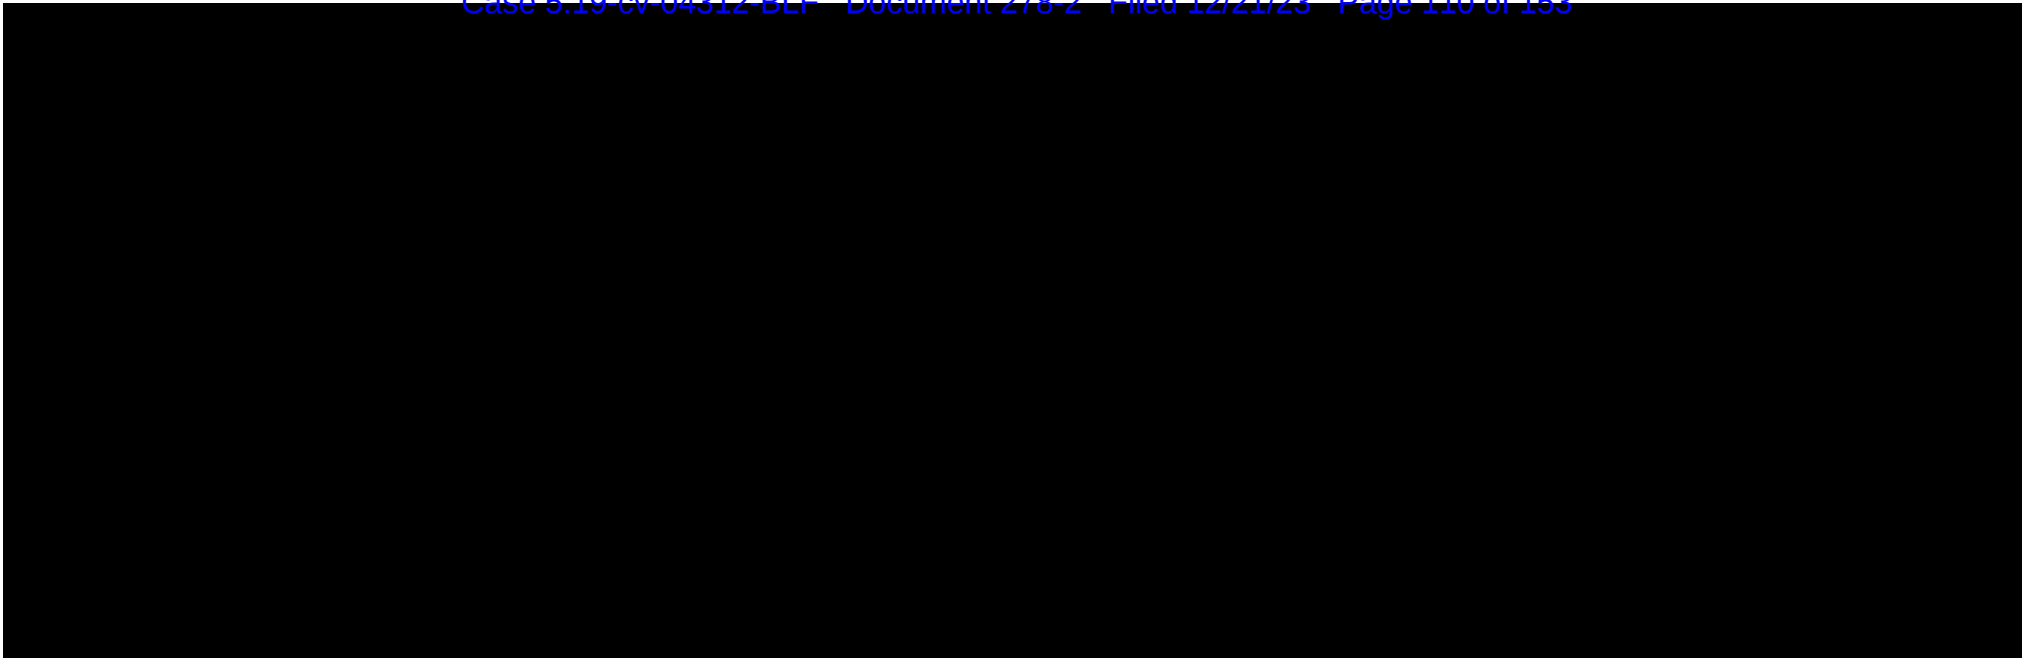 Case 5:19-cv-04312-BLF Document 278-2 Filed 12/21/23 Page 110 of 153